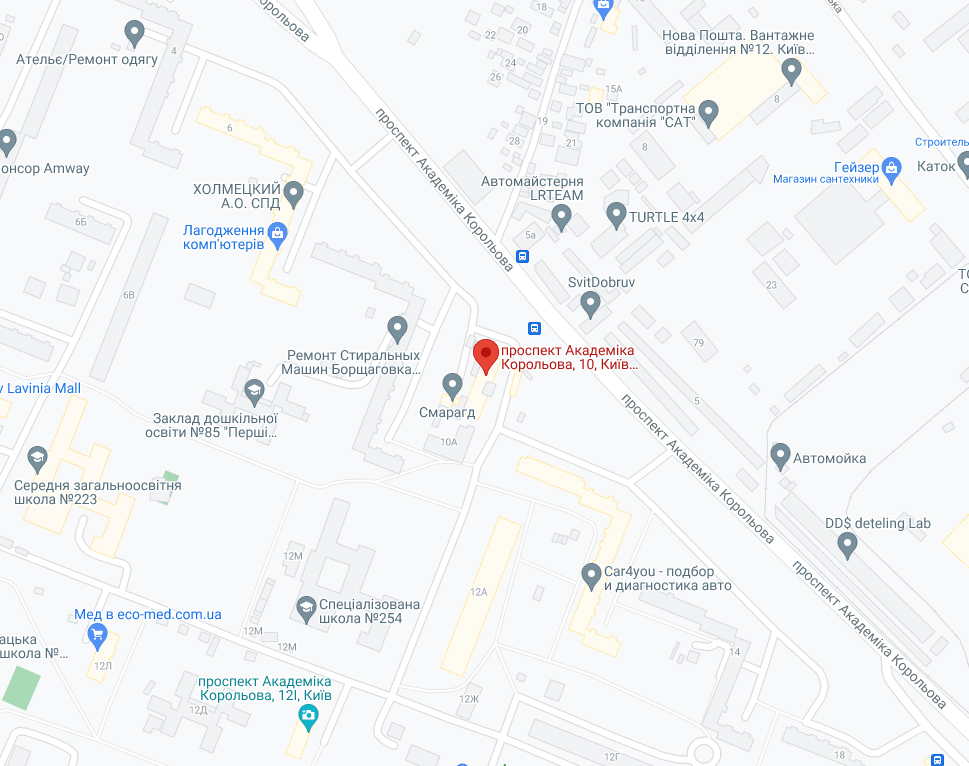 Корольова
Нова Пошта. Вантажне
відділення №12. Київ...
4
Ательє/Ремонт одягу
22
24
26
15А
8
ТОВ "Транспортна
компанія "САТ"
проспект Академіка Корольова
6
19
28
21
8
Строитель
онсор Amway
Гейзер
Магазин сантехники
Каток
ХОЛМЕЦКИЙ
А.О. СПД
Автомайстерня
LRTEAM
TURTLE 4x4
6Б
Лагодження
комп'ютерів
5а
SvitDobruv
23
6В
79
Ремонт Стиральных
Машин Борщаговка...
проспект Академіка
Корольова, 10, Київ...
y Lavinia Mall
Смарагд
проспект Академіка Корольова
5
Заклад дошкільної
освіти №85 "Перші...
10А
Автомойка
Середня загальноосвітня
школа №223
DD$ deteling Lab
12М
проспект Академіка Корольова
Car4you - подбор
и диагностика авто
12А
Спеціалізована
школа №254
Мед в eco-med.com.ua
12М
12М
ацька
школа №...
14
12Л
проспект Академіка
Корольова, 12І, Київ
12Ж
12Д
12Г
18